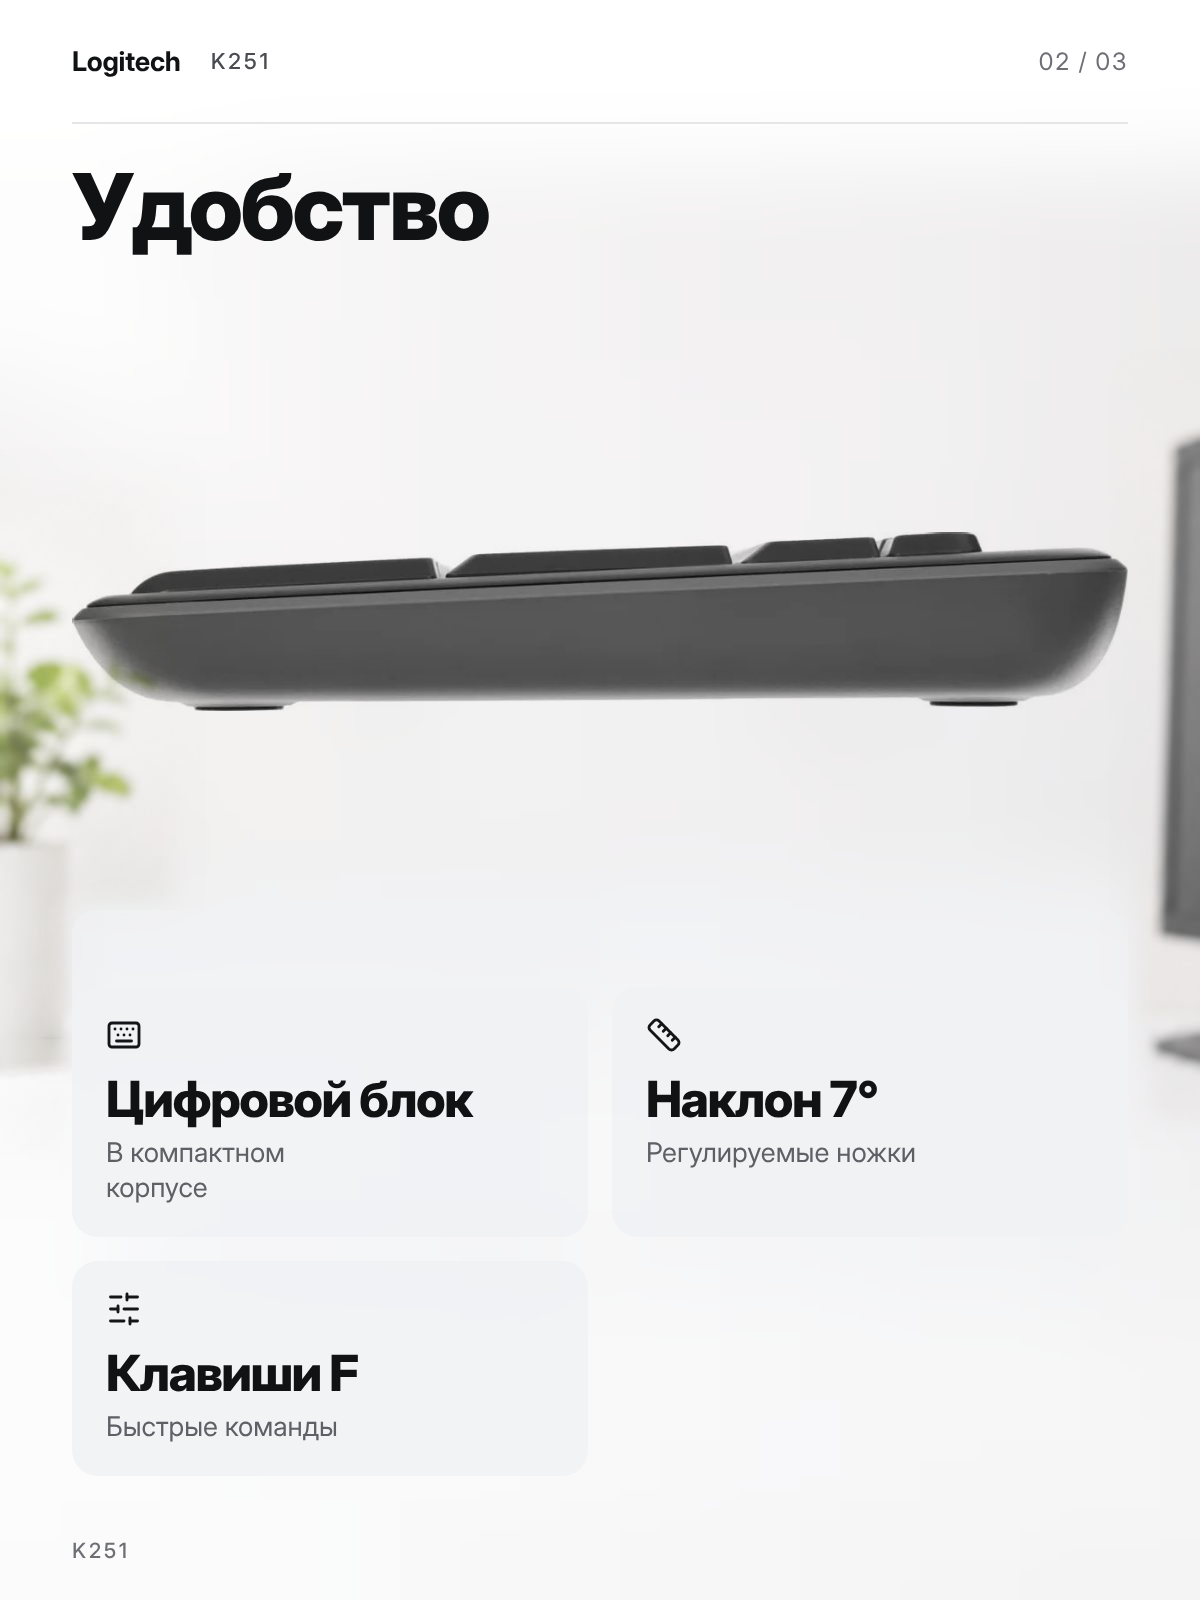 Logitech K251 02 / 03
Удобство
Цифровой блок
В компактном
корпусе
Наклон 7°
Регулируемые ножки
Клавиши F
Быстрые команды
K251